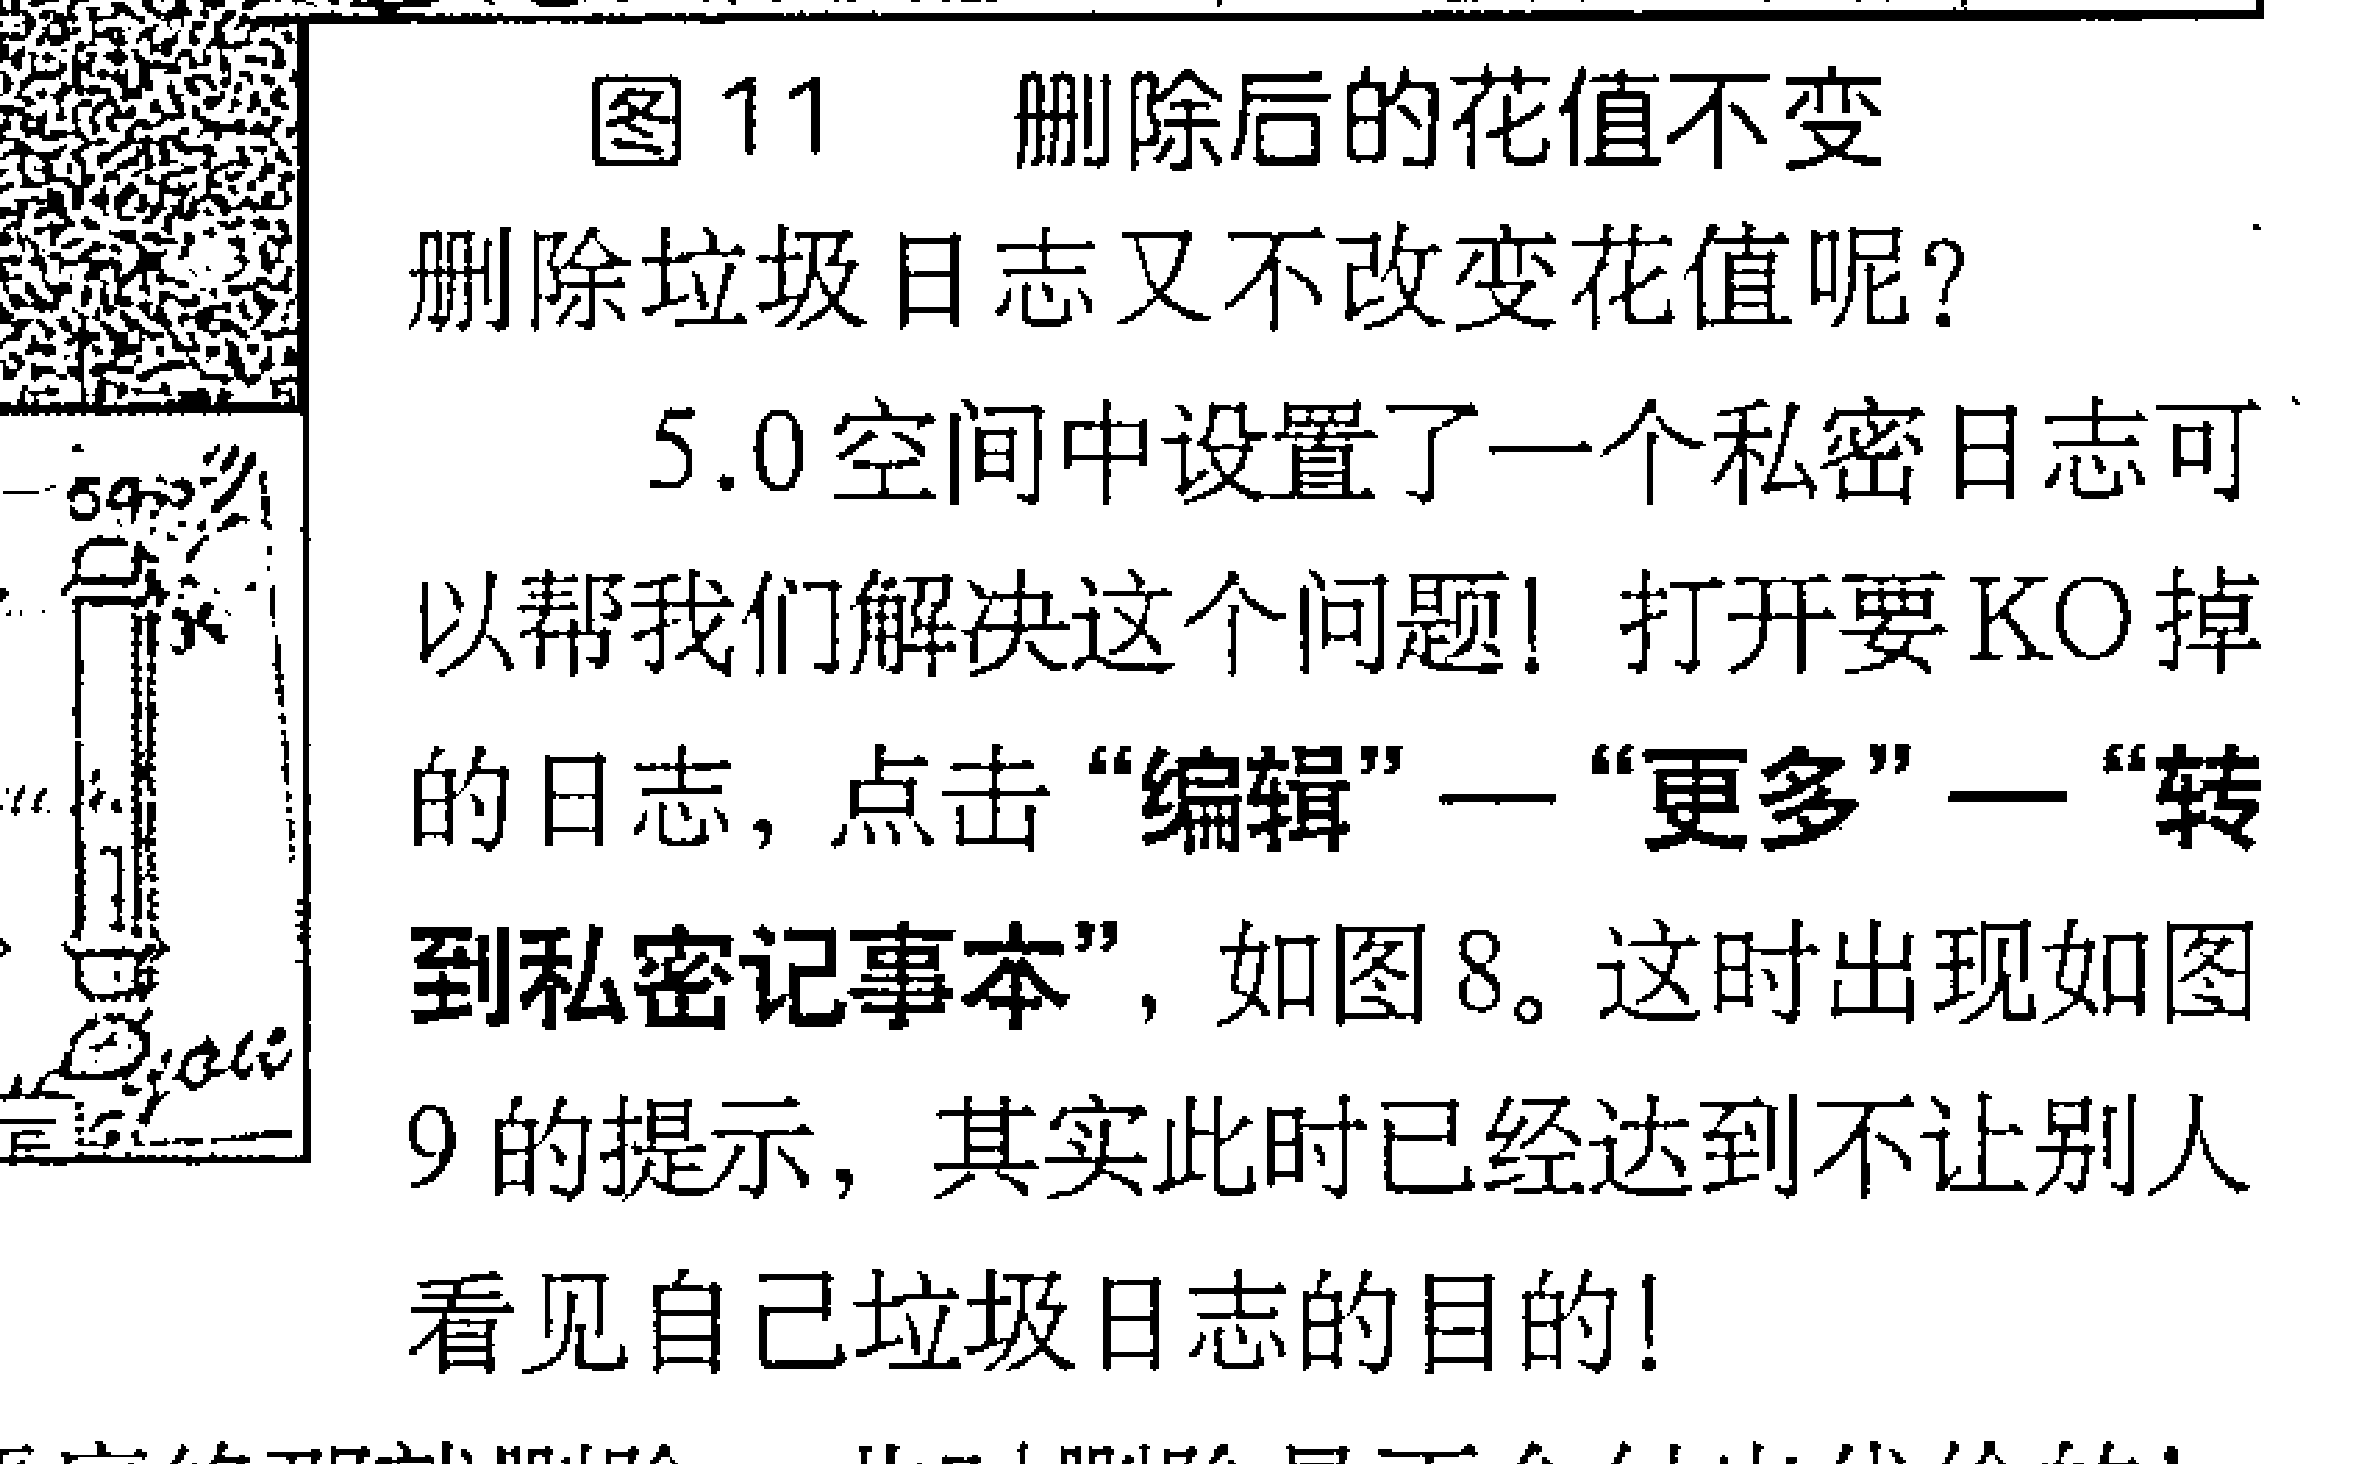 图11 删除后的花值不变
删除垃圾日志又不改变花值呢？
5.0空间中设置了一个私密日志可
以帮我们解决这个问题！打开要KO掉
的日志，点击“编辑”—“更多”—“转
到私密记事本”，如图8。这时出现如图
9的提示，其实此时已经达到不让别人
看见自己垃圾日志的目的！